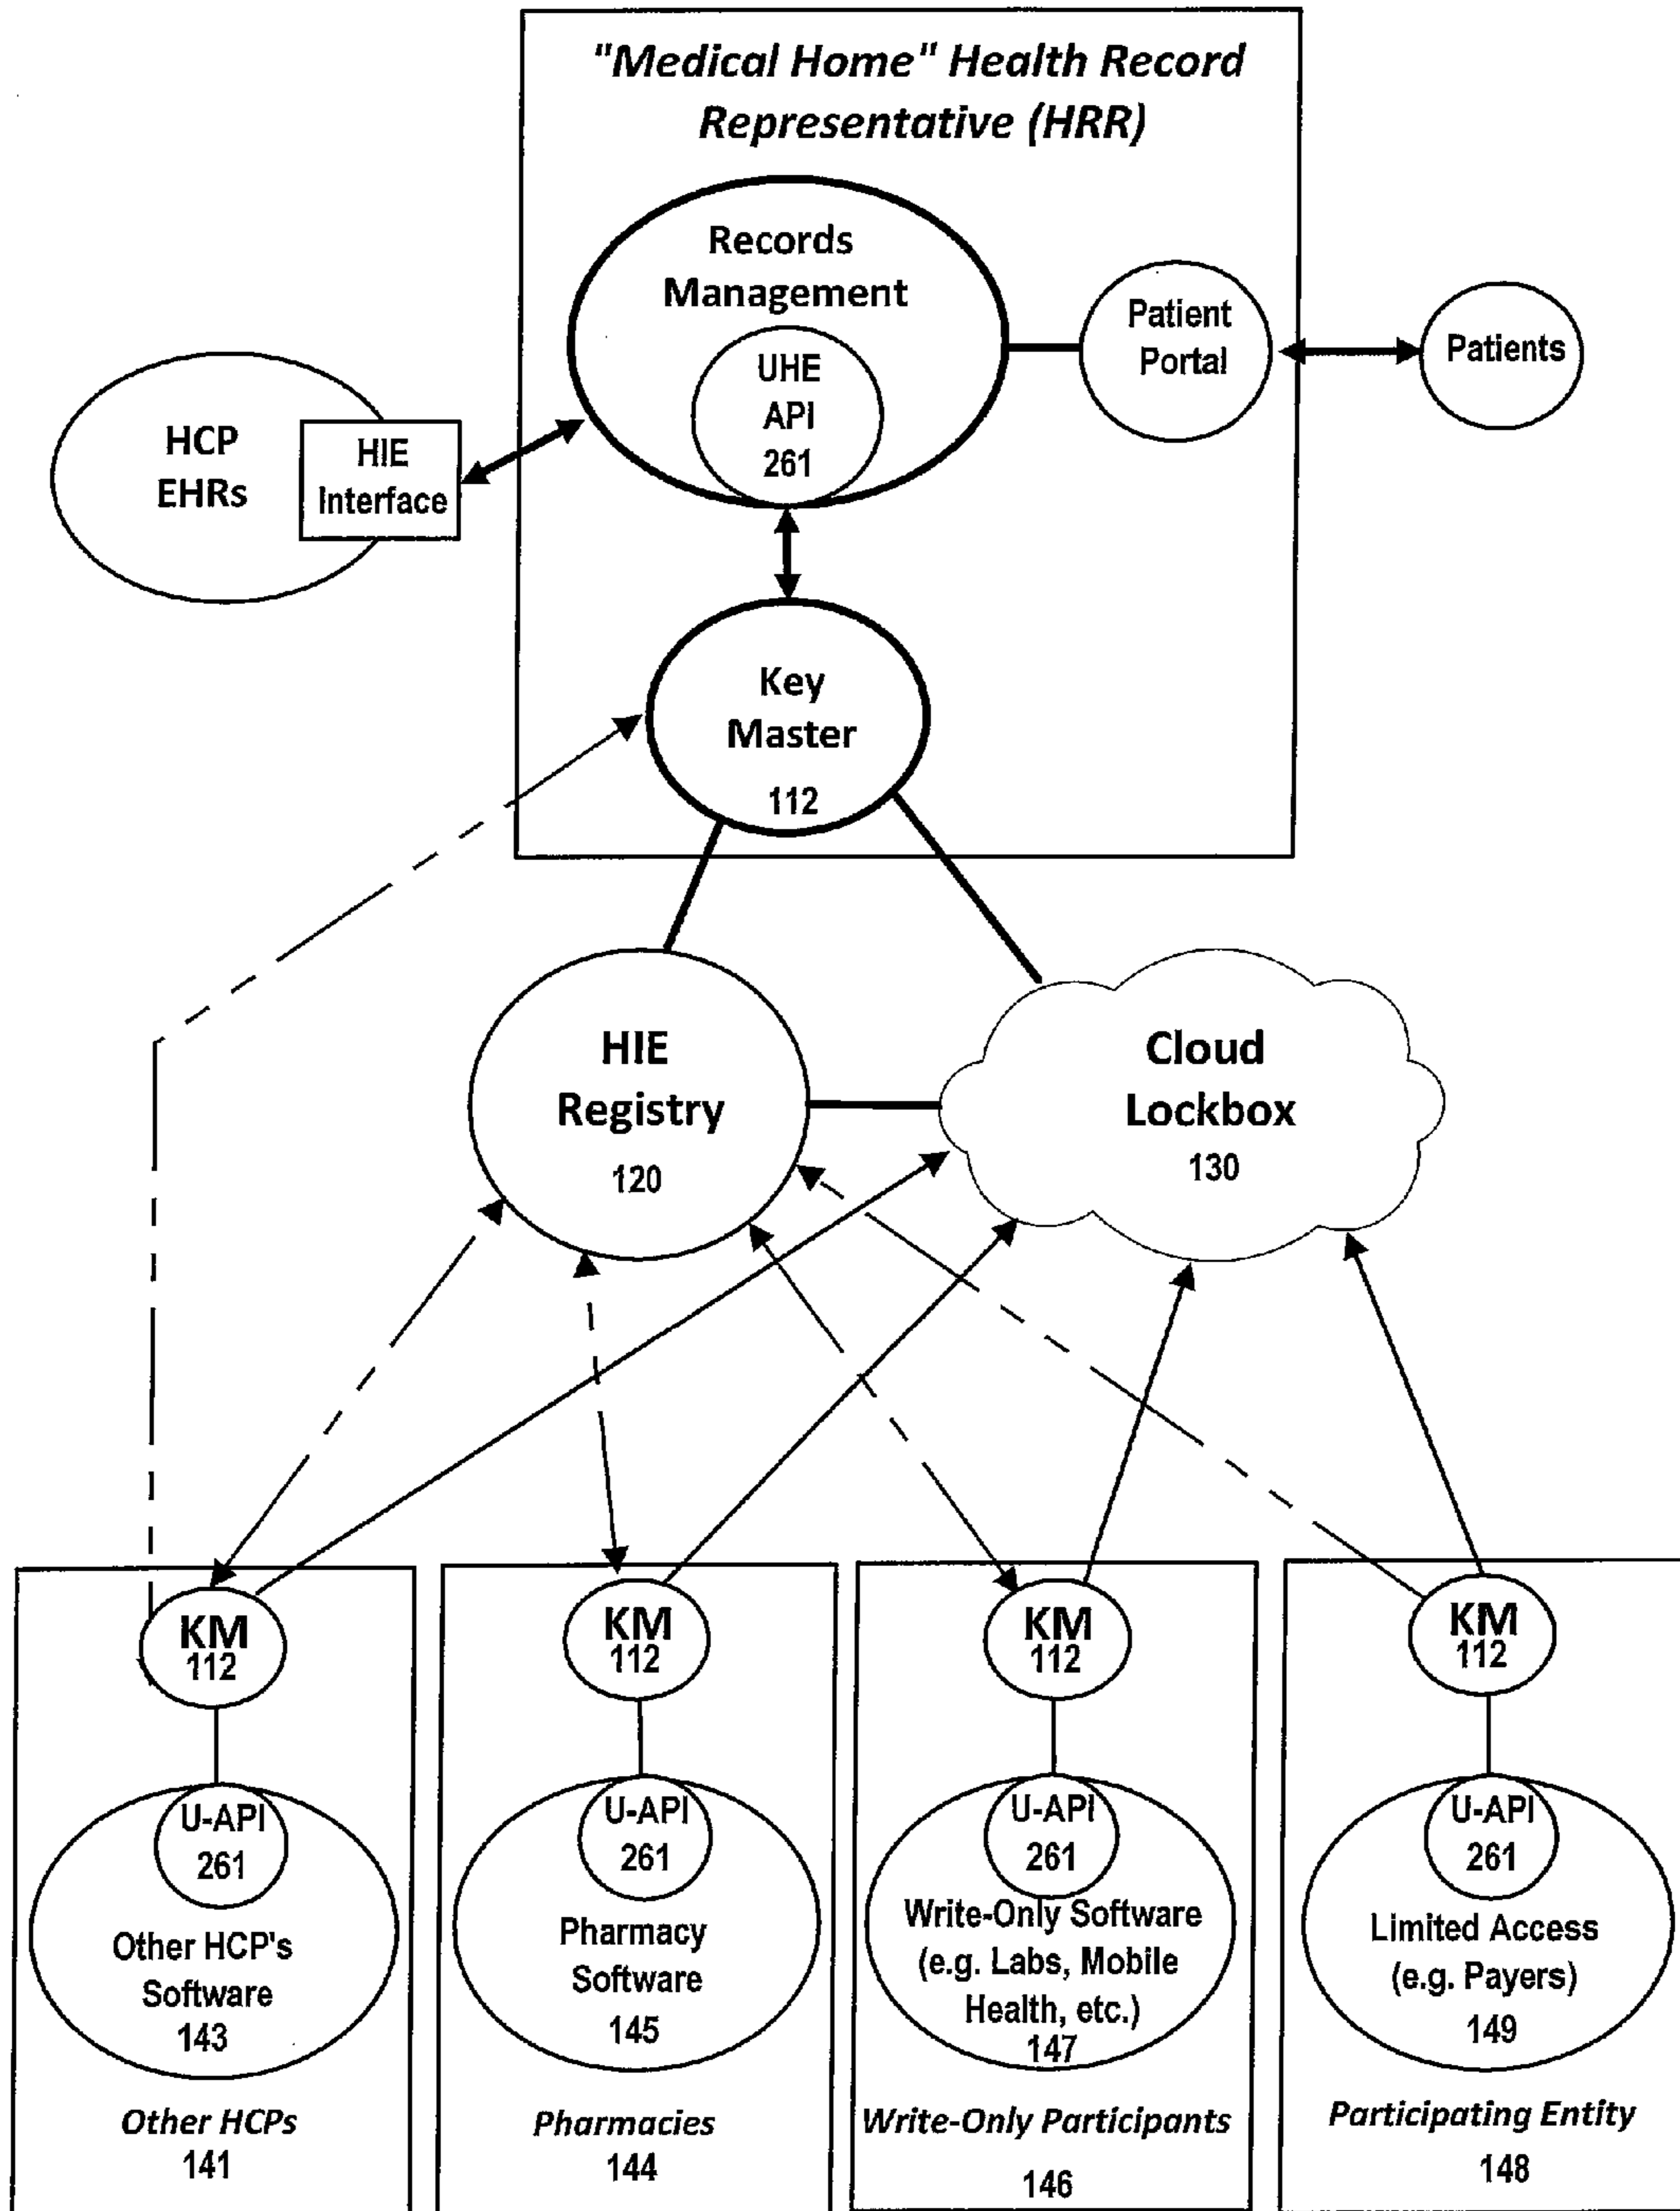 "Medical Home" Health Record
Representative (HRR)
Records
Management
UHE
API
261
Patient
Portal
Patients
HCP
EHRs
HIE
Interface
Key
Master
112
HIE
Registry
120
Cloud
Lockbox
130
KM
112
U-API
261
Other HCP's
Software
143
Other HCPs
141
KM
112
U-API
261
Pharmacy
Software
145
Pharmacies
144
KM
112
U-API
261
Write-Only Software
(e.g. Labs, Mobile
Health, etc.)
147
Write-Only Participants
146
KM
112
U-API
261
Limited Access
(e.g. Payers)
149
Participating Entity
148